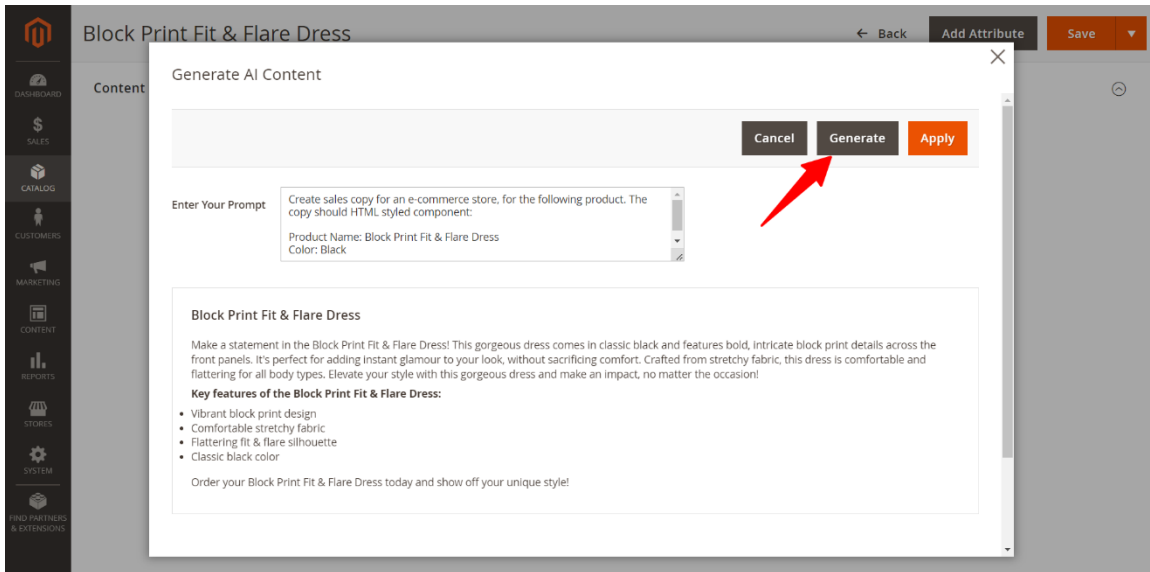 Block Print Fit & Flare Dress
← Back
Add Attribute
Save
DASHBOARD
SALES
CATALOG
CUSTOMERS
MARKETING
CONTENT
REPORTS
STORES
SYSTEM
FIND PARTNERS
& EXTENSIONS
Content
Generate AI Content
Cancel
Generate
Apply
Enter Your Prompt
Create sales copy for an e-commerce store, for the following product. The
copy should HTML styled component:
Product Name: Block Print Fit & Flare Dress
Color: Black
Block Print Fit & Flare Dress
Make a statement in the Block Print Fit & Flare Dress! This gorgeous dress comes in classic black and features bold, intricate block print details across the
front panels. It's perfect for adding instant glamour to your look, without sacrificing comfort. Crafted from stretchy fabric, this dress is comfortable and
flattering for all body types. Elevate your style with this gorgeous dress and make an impact, no matter the occasion!
Key features of the Block Print Fit & Flare Dress:
• Vibrant block print design
• Comfortable stretchy fabric
• Flattering fit & flare silhouette
• Classic black color
Order your Block Print Fit & Flare Dress today and show off your unique style!